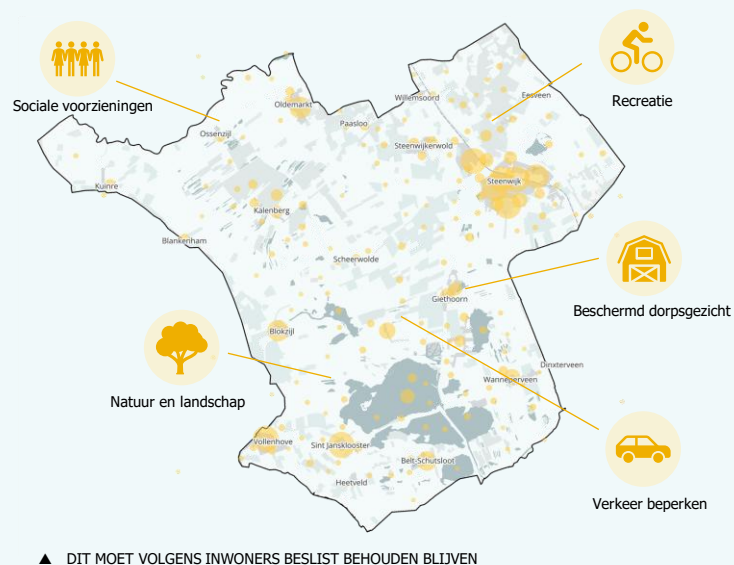 Sociale voorzieningen
Recreatie
Oldemarkt
Willemsoord
Eesveen
Paasloo
Ossenzijl
Steenwijkerwold
Kuinre
Steenwijk
Kalenberg
Blankenham
Scheerwolde
Giethoorn
Beschermd dorpsgezicht
Blokzijl
Natuur en landschap
Dinxterveen
Wanneperveen
Vollenhove
Sint Jansklooster
Belt-Schutsloot
Heetveld
Verkeer beperken
▲ DIT MOET VOLGENS INWONERS BESLIST BEHOUDEN BLIJVEN